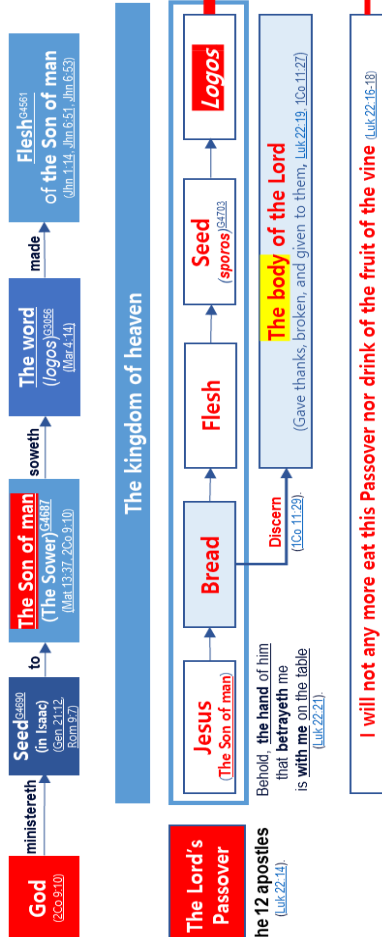 God
(2Co 9:10)
ministereth
Seed G4690
(in Isaac)
(Gen 21:12,
Rom 9:7)
to
The Son of man
(The Sower)G4687
(Mat 13:37, 2Co 9:10)
soweth
The word
(logos)G3056
(Mar 4:14)
made
Flesh G4561
of the Son of man
(Jhn 1:14, Jhn 6:51, Jhn 6:53)
The kingdom of heaven
The Lord's
Passover
Jesus
(The Son of man)
Bread
Flesh
Seed
(sporos)G4703
Logos
he 12 apostles
(Luk 22:14).
Behold, the hand of him
that betrayeth me
is with me on the table
(Luk 22:21).
Discern
(1Co 11:29).
The body of the Lord
(Gave thanks, broken, and given to them, Luk 22:19, 1Co 11:27)
I will not any more eat this Passover nor drink of the fruit of the vine (Luk 22:16-18)